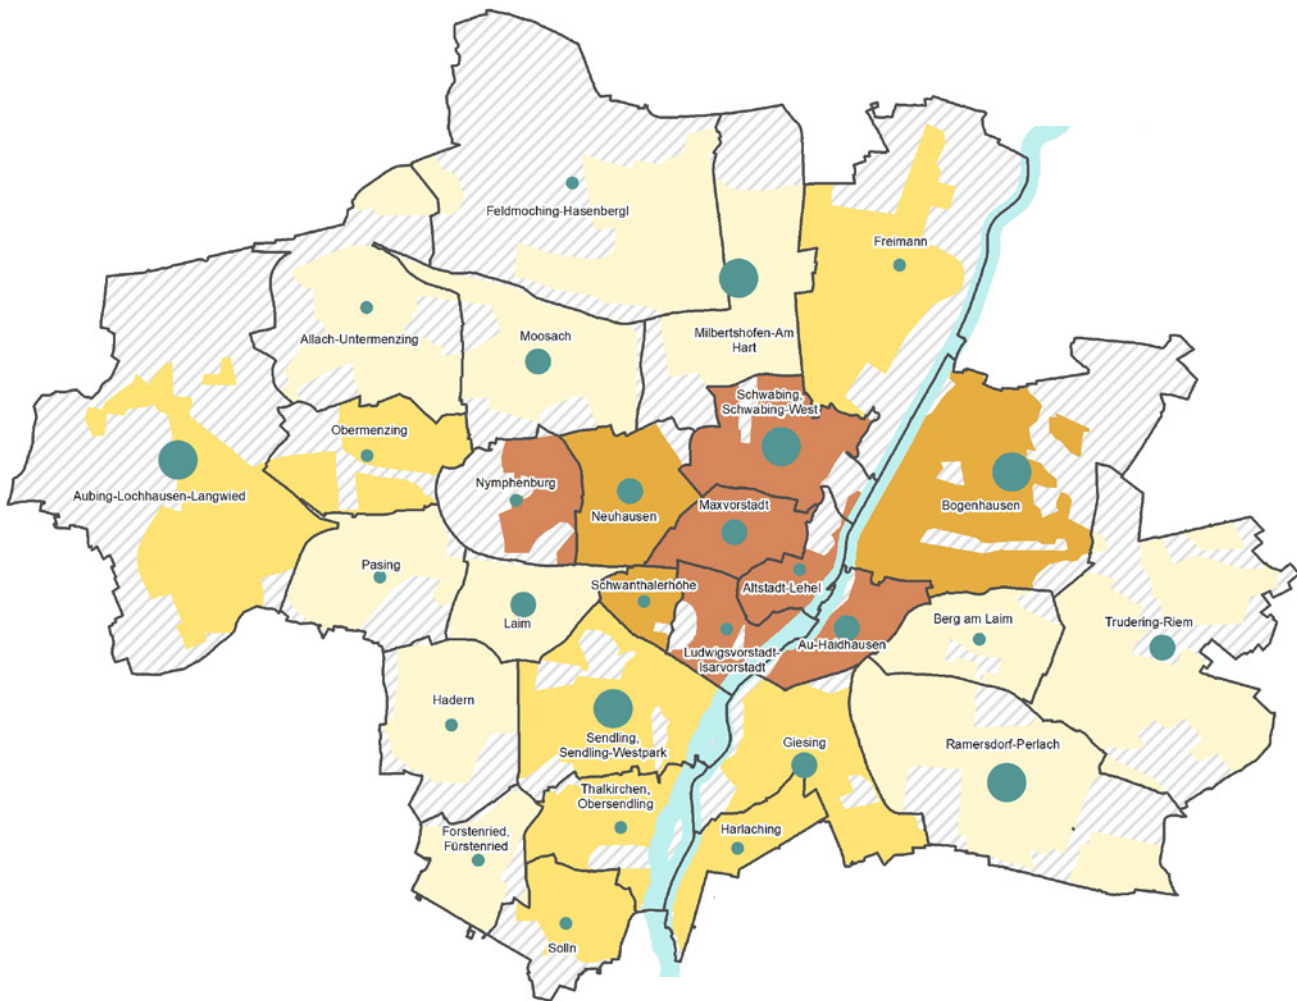 Feldmoching-Hasenbergl
Freimann
Allach-Untermenzing
Moosach
Milbertshofen-Am
Hart
Schwabing,
Schwabing-West
Obermenzing
Aubing-Lochhausen-Langwied
Nymphenburg
Neuhausen
Maxvorstadt
Bogenhausen
Pasing
Schwanthalerhöhe
Altstadt-Lehel
Laim
Ludwigsvorstadt-
Isarvorstadt
Au-Haidhausen
Berg am Laim
Trudering-Riem
Hadern
Sendling,
Sendling-Westpark
Giesing
Ramersdorf-Perlach
Thalkirchen,
Obersendling
Harlaching
Forstenried,
Fürstenried
Solln